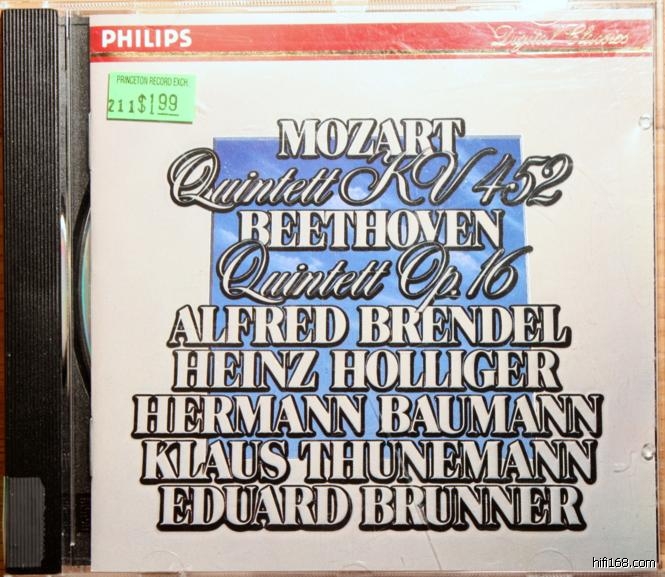 PHILIPS
Digital Classics
PRINCETON RECORD EXCH.
211 $1.99
MOZART
Quintett KV 452
BEETHOVEN
Quintett Op. 16
ALFRED BRENDEL
HEINZ HOLLIGER
HERMANN BAUMANN
KLAUS THUNEMANN
EDUARD BRUNNER
hifi168.com